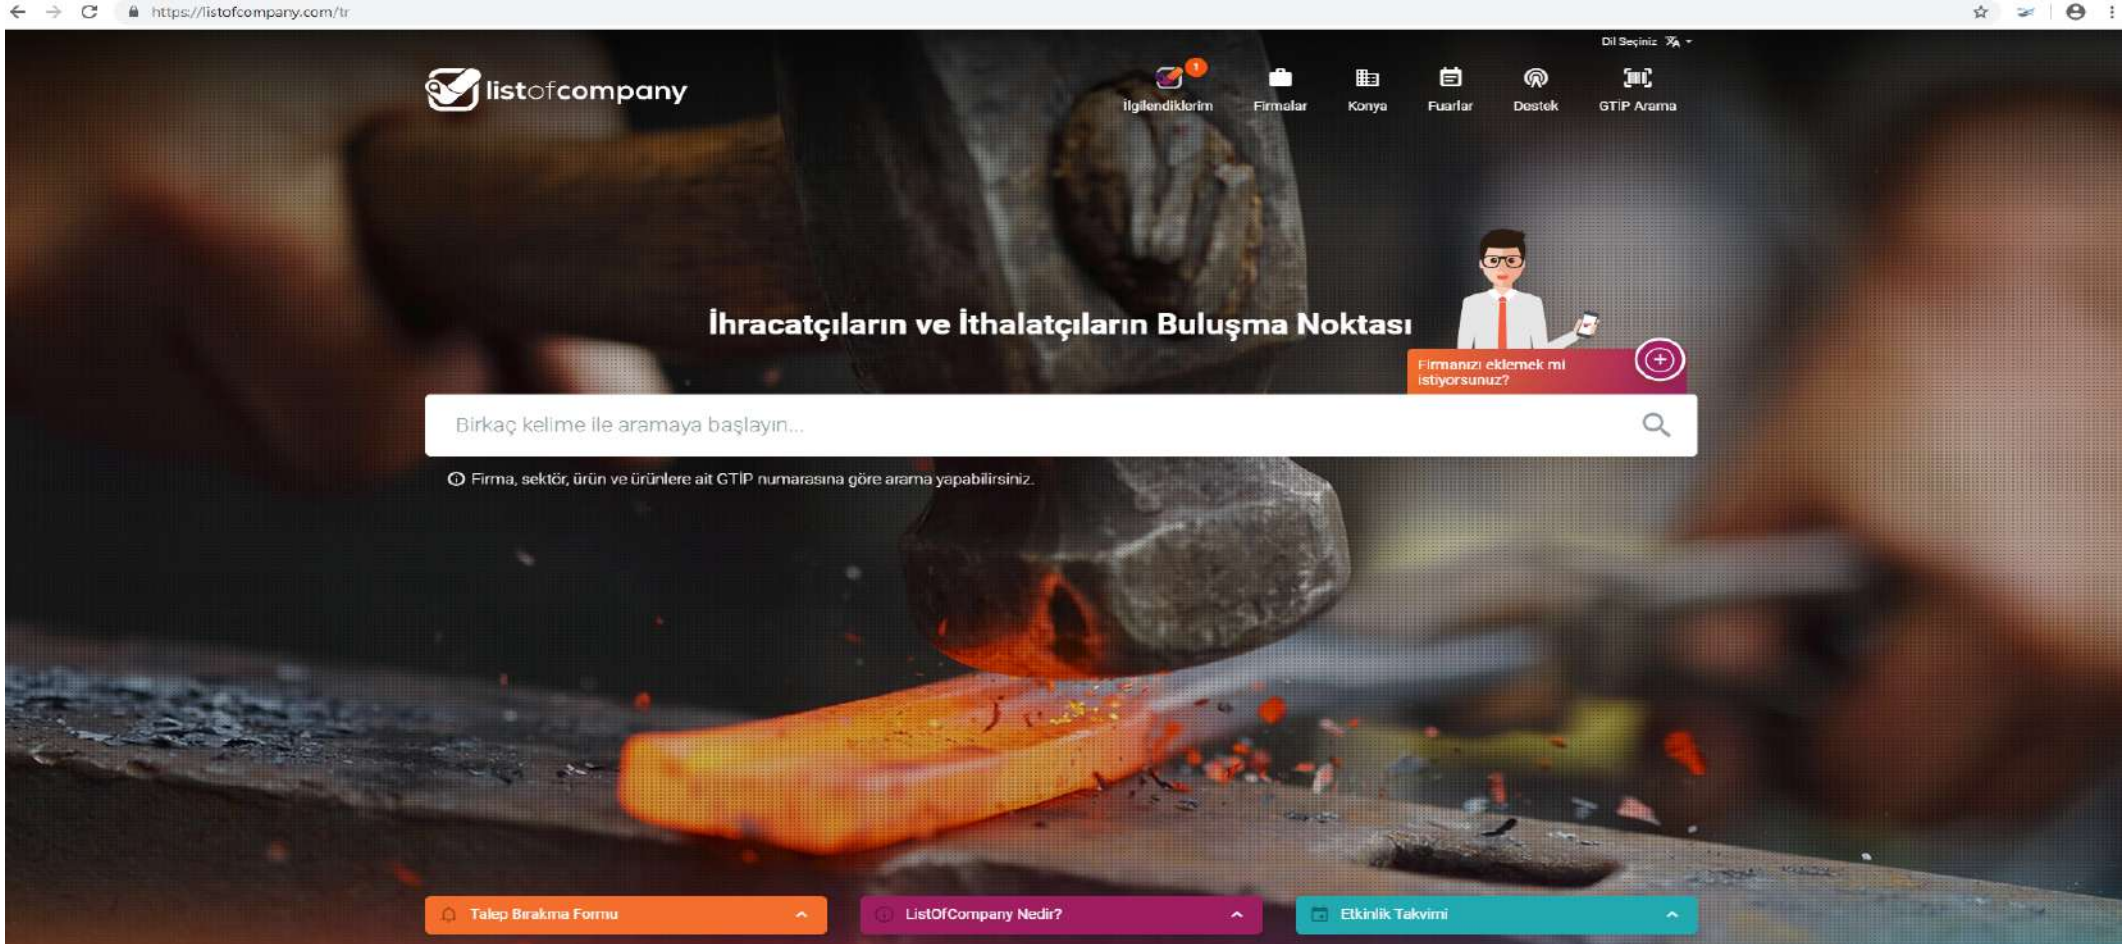 https://listofcompany.com/tr
Dil Seçiniz
listofcompany
1
İlgilendiklerim
Firmalar
Konya
Fuarlar
Destek
GTİP Arama
İhracatçıların ve İthalatçıların Buluşma Noktası
Firmanızı eklemek mi
istiyorsunuz?
Birkaç kelime ile aramaya başlayın...
Firma, sektör, ürün ve ürünlere ait GTİP numarasına göre arama yapabilirsiniz.
Talep Bırakma Formu
ListOfCompany Nedir?
Etkinlik Takvimi